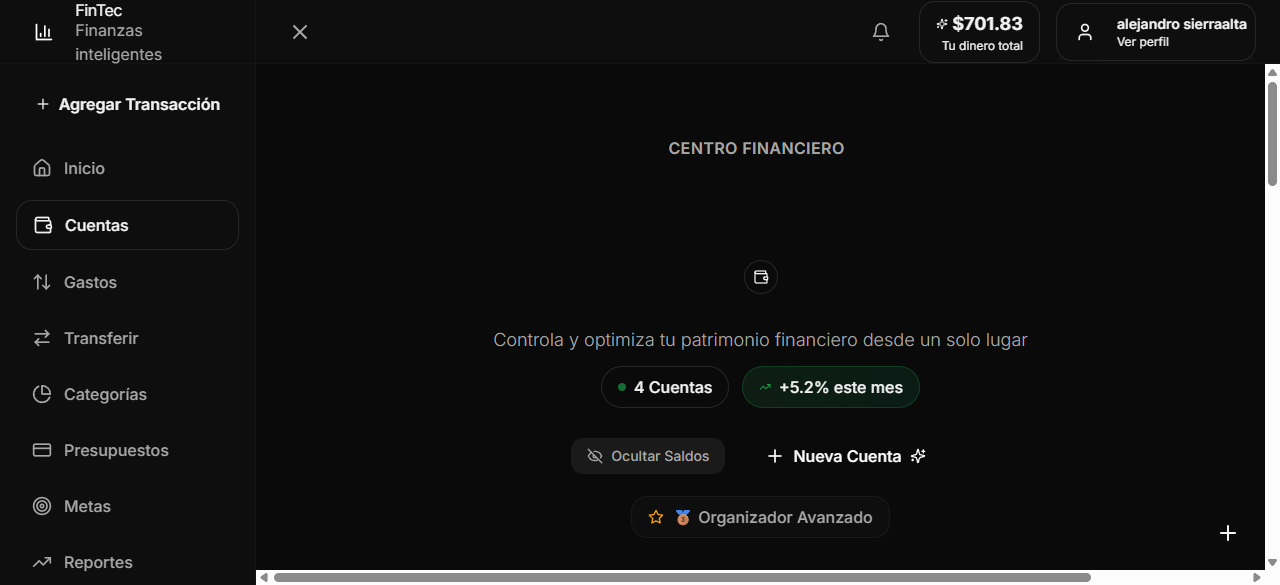 FinTec
Finanzas
inteligentes
$701.83
Tu dinero total
alejandro sierraalta
Ver perfil
Agregar Transacción
Inicio
Cuentas
Gastos
Transferir
Categorías
Presupuestos
Metas
Reportes
CENTRO FINANCIERO
Controla y optimiza tu patrimonio financiero desde un solo lugar
4 Cuentas
+5.2% este mes
Ocultar Saldos
Nueva Cuenta
Organizador Avanzado